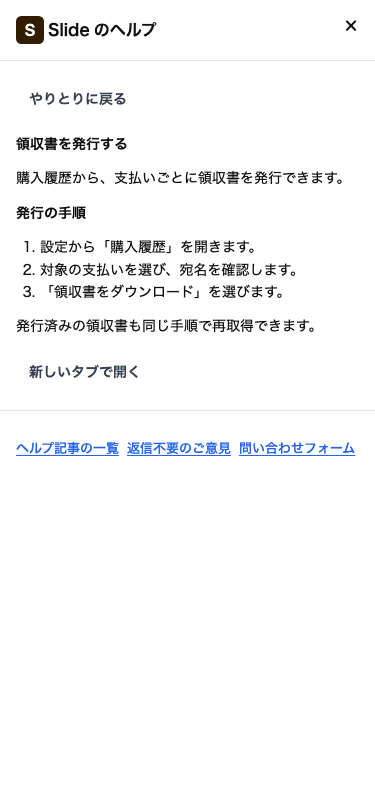 S Slide のヘルプ ×
やりとりに戻る
領収書を発行する
購入履歴から、支払いごとに領収書を発行できます。
発行の手順
1. 設定から「購入履歴」を開きます。
2. 対象の支払いを選び、宛名を確認します。
3. 「領収書をダウンロード」を選びます。
発行済みの領収書も同じ手順で再取得できます。
新しいタブで開く
ヘルプ記事の一覧 返信不要のご意見 問い合わせフォーム